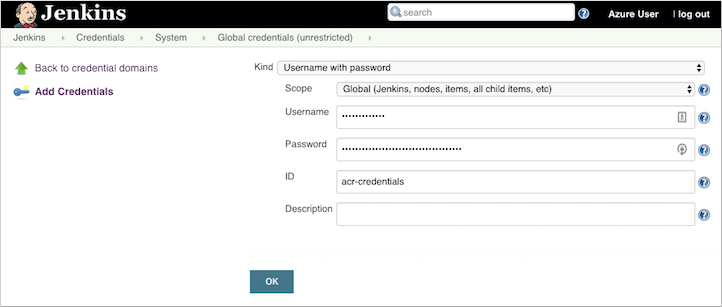 Jenkins
search
Azure User
log out
Jenkins
Credentials
System
Global credentials (unrestricted)
Back to credential domains
Add Credentials
Kind
Username with password
Scope
Global (Jenkins, nodes, items, all child items, etc)
Username
•••••••••••••
Password
••••••••••••••••••••••••••••••••
ID
acr-credentials
Description
OK